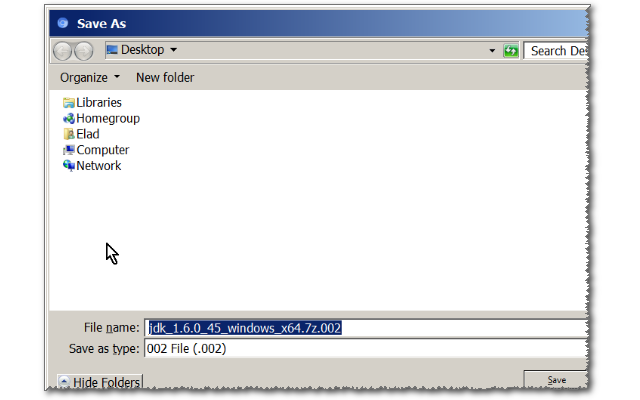 Save As
Desktop
Search De
Organize
New folder
Libraries
Homegroup
Elad
Computer
Network
File name: jdk_1.6.0_45_windows_x64.7z.002
Save as type: 002 File (.002)
Hide Folders
Save